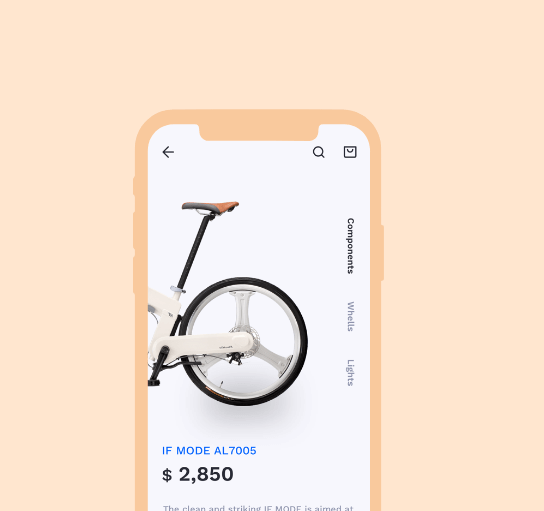 Components
Whells
Lights
IF MODE AL7005
$ 2,850
The clean and striking IF MODE is aimed at